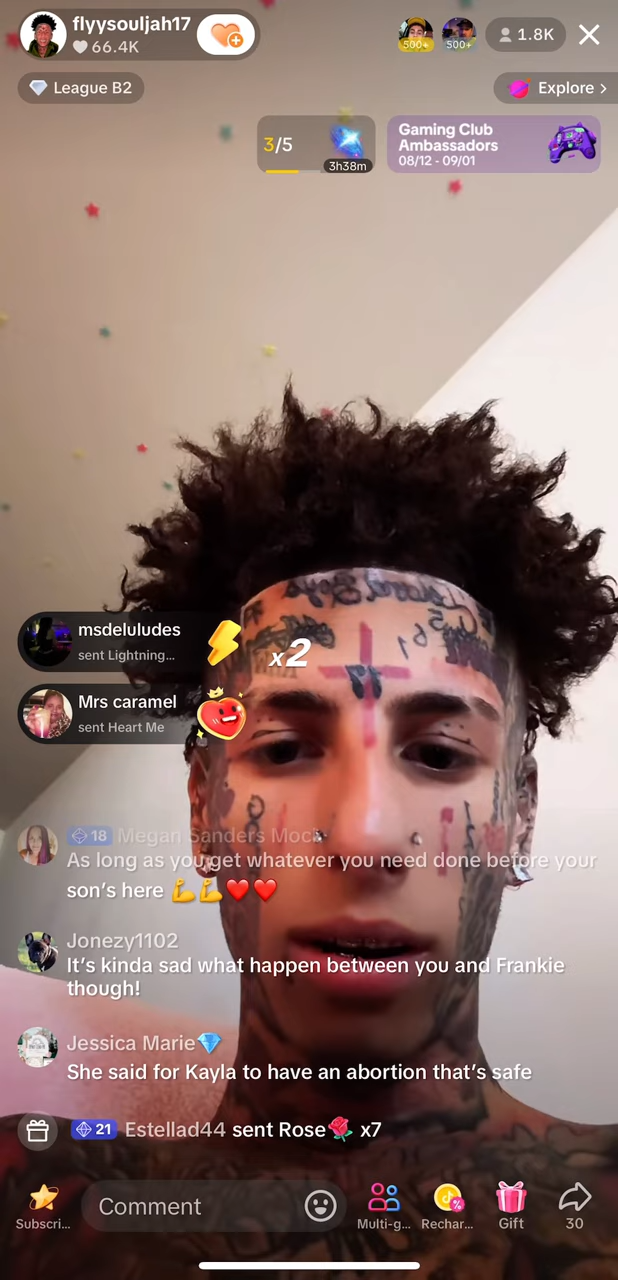 flyysouljah17
66.4K
500+
500+
1.8K
League B2
Explore
3/5
3h38m
Gaming Club
Ambassadors
08/12 - 09/01
msdeluludes
sent Lightning...
x2
Mrs caramel
sent Heart Me
18 Megan Sanders Mock
As long as you get whatever you need done before your
son's here 💪💪❤️❤️
Jonezy1102
It's kinda sad what happen between you and Frankie
though!
Jessica Marie💎
She said for Kayla to have an abortion that's safe
21 Estellad44 sent Rose🌹 x7
Subscri...
Comment
Multi-g...
Rechar...
Gift
30